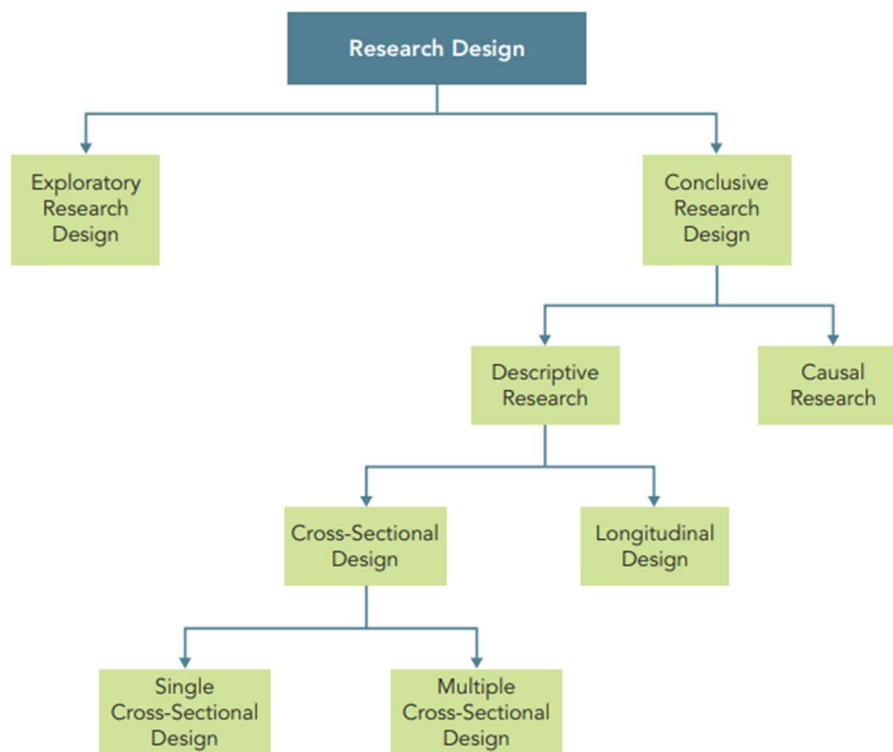 Research Design
Exploratory
Research
Design
Conclusive
Research
Design
Descriptive
Research
Causal
Research
Cross-Sectional
Design
Longitudinal
Design
Single
Cross-Sectional
Design
Multiple
Cross-Sectional
Design